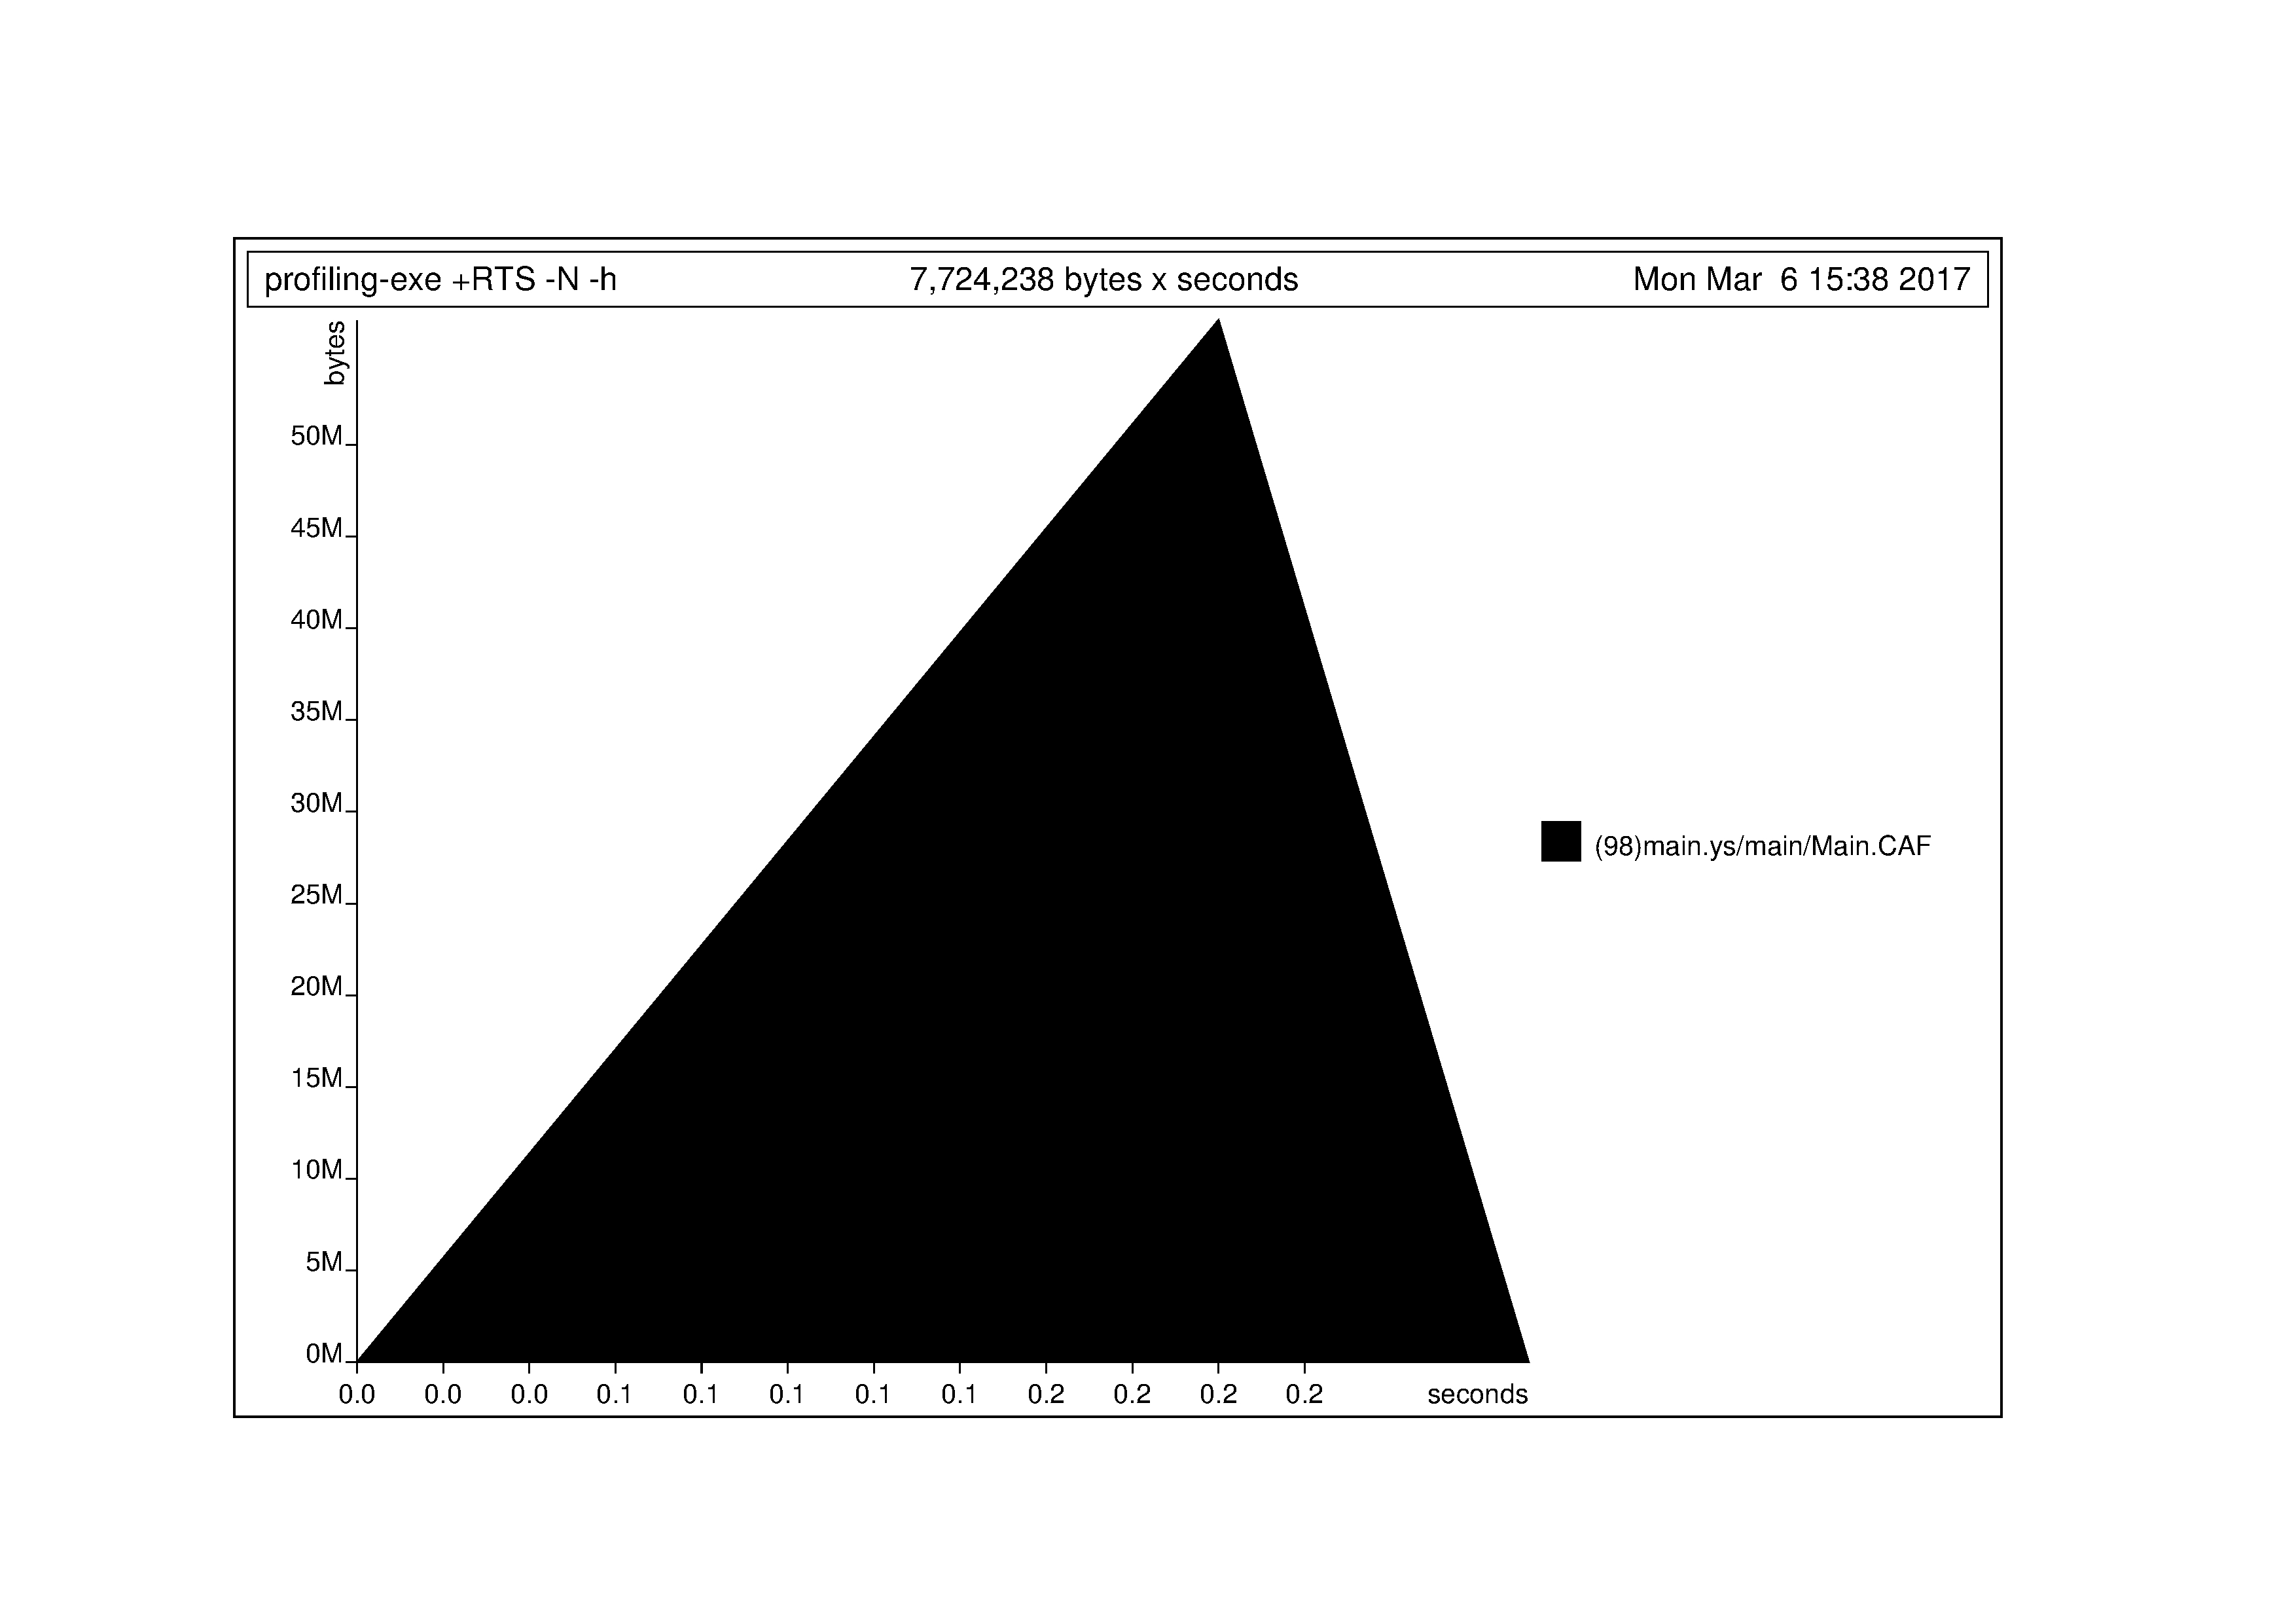 profiling-exe +RTS -N -h
7,724,238 bytes x seconds
Mon Mar  6 15:38 2017
bytes
50M
45M
40M
35M
30M
25M
20M
15M
10M
5M
0M
(98)main.ys/main/Main.CAF
0.0 0.0 0.0 0.1 0.1 0.1 0.1 0.1 0.2 0.2 0.2 0.2 seconds